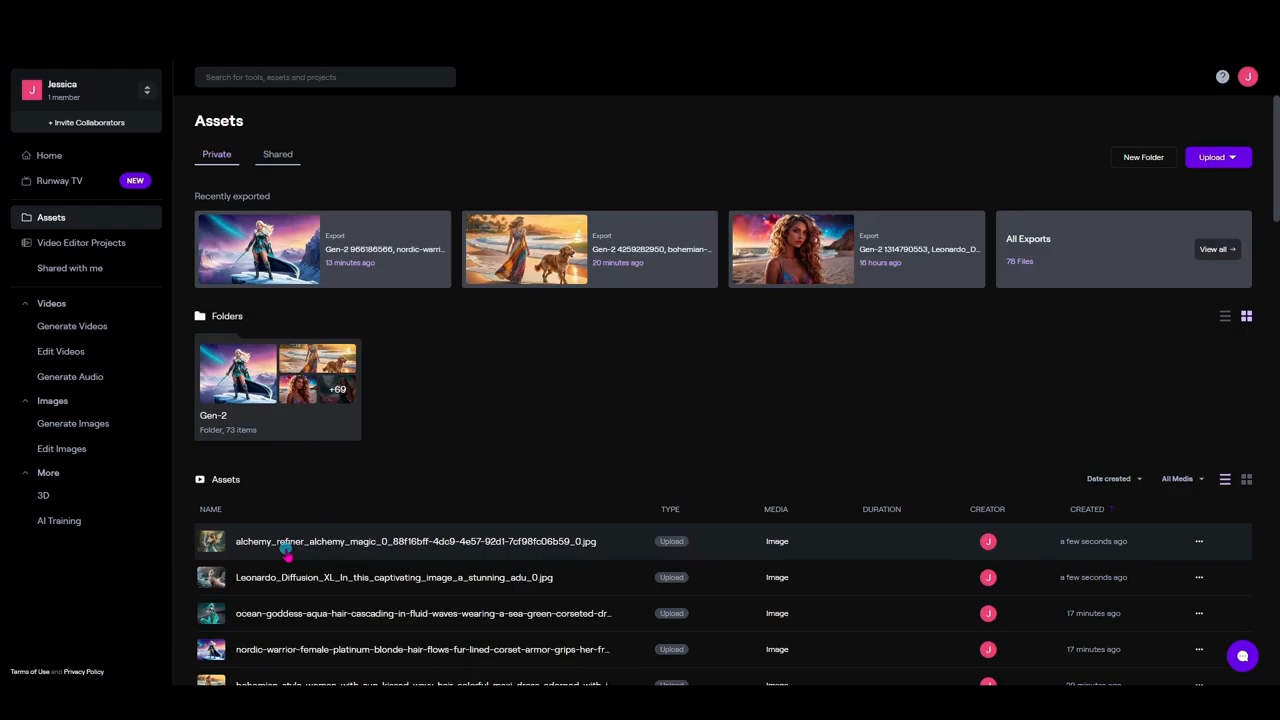 Jessica
1 member
+ Invite Collaborators
Home
Runway TV NEW
Assets
Video Editor Projects
Shared with me
Videos
Generate Videos
Edit Videos
Generate Audio
Images
Generate Images
Edit Images
More
3D
AI Training
Terms of Use and Privacy Policy
Search for tools, assets and projects
? J
Assets
Private Shared
New Folder Upload
Recently exported
Export
Gen-2 966186566, nordic-warri...
13 minutes ago
Export
Gen-2 4259282950, bohemian-...
20 minutes ago
Export
Gen-2 1314790553, Leonardo_D...
16 hours ago
All Exports
78 Files
View all →
Folders
+69
Gen-2
Folder, 73 items
Assets
Date created All Media
NAME TYPE MEDIA DURATION CREATOR CREATED ↑
alchemy_refiner_alchemy_magic_0_88f16bff-4dc9-4e57-92d1-7cf98fc06b59_0.jpg Upload Image J a few seconds ago
Leonardo_Diffusion_XL_In_this_captivating_image_a_stunning_adu_0.jpg Upload Image J a few seconds ago
ocean-goddess-aqua-hair-cascading-in-fluid-waves-wearing-a-sea-green-corseted-dr... Upload Image J 17 minutes ago
nordic-warrior-female-platinum-blonde-hair-flows-fur-lined-corset-armor-grips-her-fr... Upload Image J 17 minutes ago